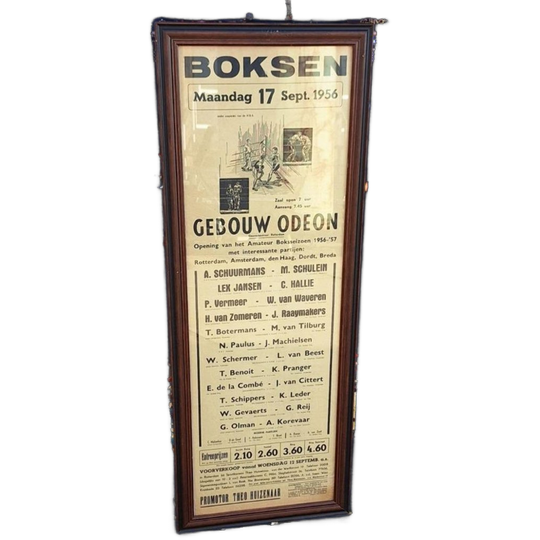 BOKSEN
Maandag 17 Sept. 1956
Zaal open 7 uur
Aanvang 7.45 uur
GEBOUW ODEON
Opening van het Amateur Boksseizoen 1956-'57
met interessante partijen:
Rotterdam, Amsterdam, den Haag, Dordt, Breda
A. SCHUURMANS - M. SCHULEIN
LEX JANSEN - C. HALLIE
P. Vermeer - W. van Waveren
H. van Zomeren - J. Raaymakers
T. Botermans - M. van Tilburg
N. Paulus - J. Machielsen
W. Schermer - L. van Beest
T. Benoit - K. Pranger
E. de la Combé - J. van Cittert
T. Schippers - K. Leder
W. Gevaerts - G. Reij
G. Olman - A. Korevaar
Entreeprijzen 2.10 2.60 3.60 4.60
VOORVERKOOP vanaf WOENSDAG 12 SEPTEMB. a.s.
PROMOTOR THEO HUIZENAAR